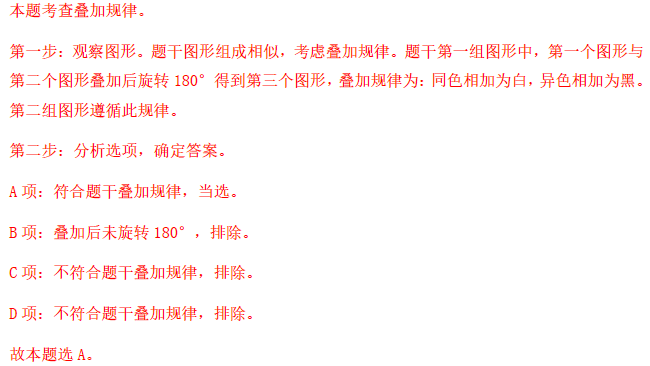 本题考查叠加规律。
第一步：观察图形。题干图形组成相似，考虑叠加规律。题干第一组图形中，第一个图形与
第二个图形叠加后旋转 180° 得到第三个图形，叠加规律为：同色相加为白，异色相加为黑。
第二组图形遵循此规律。
第二步：分析选项，确定答案。
A 项：符合题干叠加规律，当选。
B 项：叠加后未旋转 180° ，排除。
C 项：不符合题干叠加规律，排除。
D 项：不符合题干叠加规律，排除。
故本题选 A。